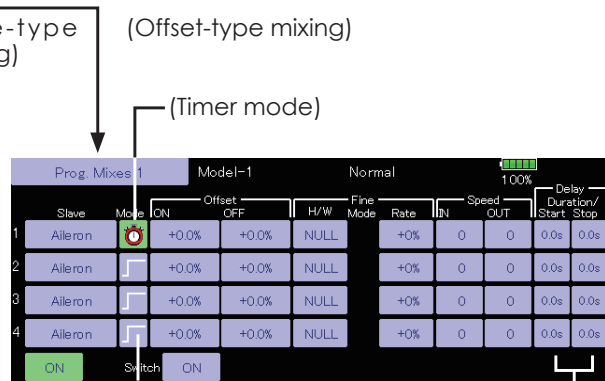 e-type (Offset-type mixing)
g)
(Timer mode)
Prog. Mixes 1 Model-1 Normal 100%
Offset Fine Speed Delay
Duration/
Slave Mode ON OFF H/W Mode Rate IN OUT Start Stop
1 Aileron +0.0% +0.0% NULL +0% 0 0 0.0s 0.0s
2 Aileron +0.0% +0.0% NULL +0% 0 0 0.0s 0.0s
3 Aileron +0.0% +0.0% NULL +0% 0 0 0.0s 0.0s
4 Aileron +0.0% +0.0% NULL +0% 0 0 0.0s 0.0s
ON Switch ON